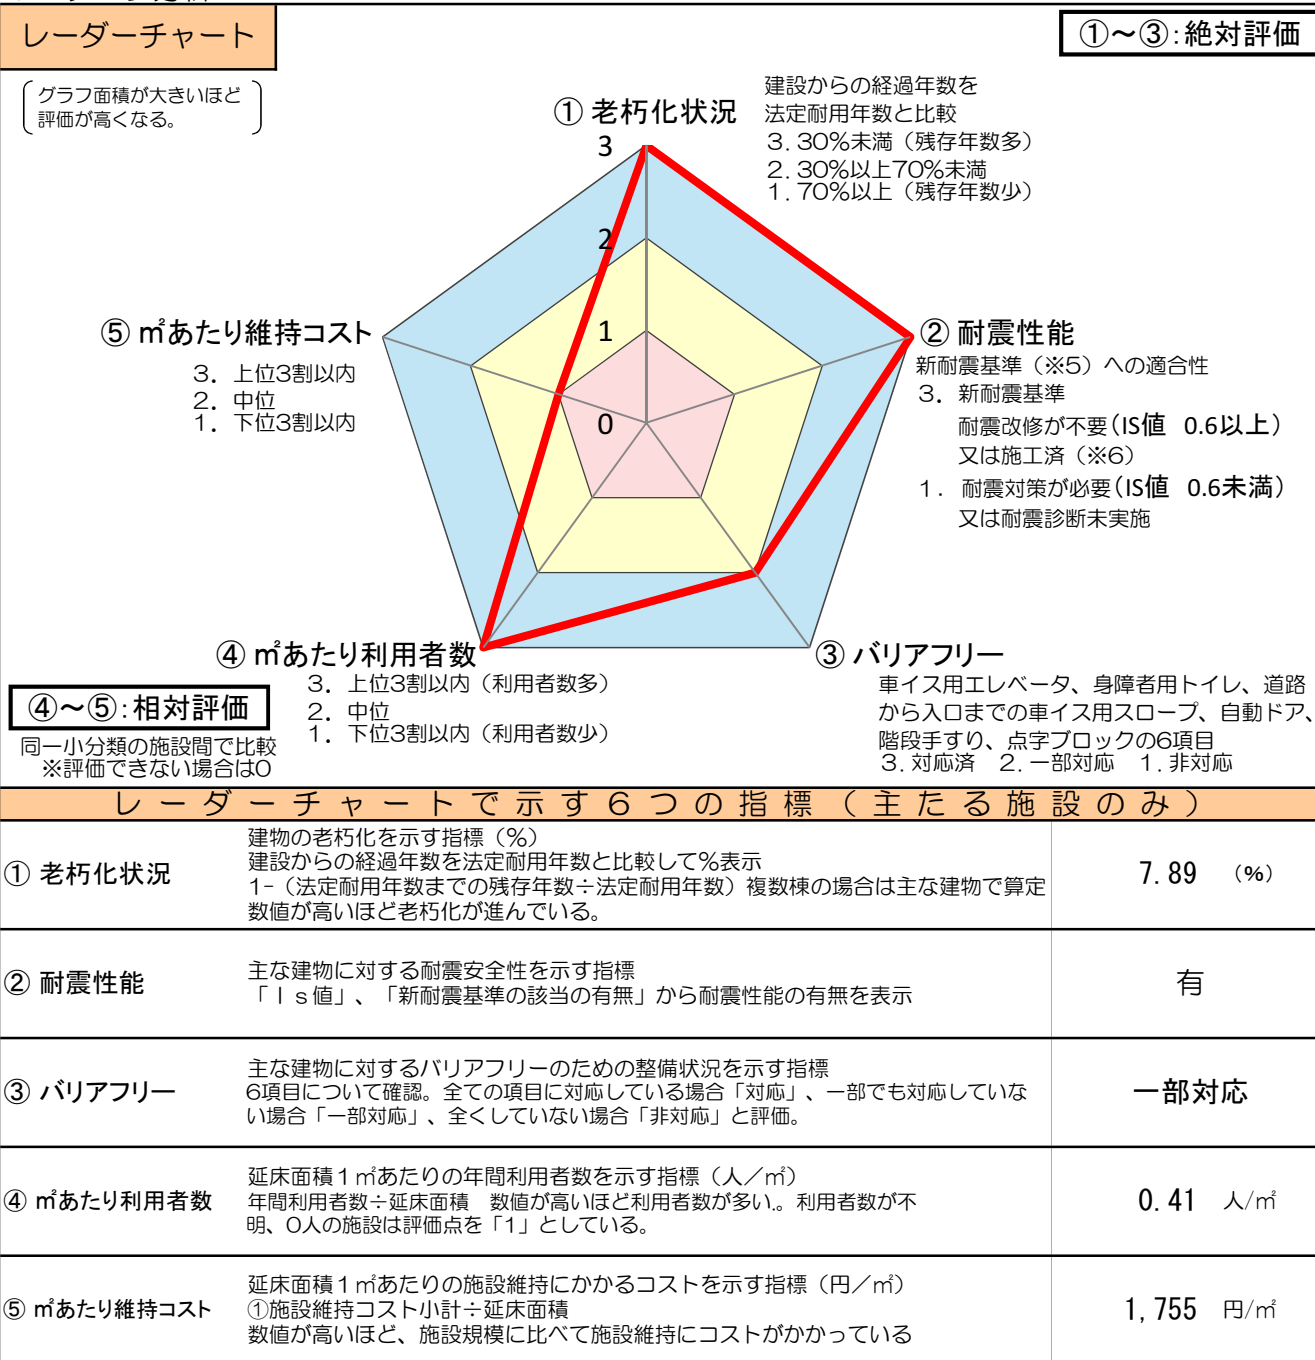 レーダーチャート
①～③:絶対評価
グラフ面積が大きいほど
評価が高くなる。
① 老朽化状況
建設からの経過年数を
法定耐用年数と比較
3. 30%未満（残存年数多）
2. 30%以上70%未満
1. 70%以上（残存年数少）
3
2
1
0
⑤ ㎡あたり維持コスト
3. 上位3割以内
2. 中位
1. 下位3割以内
② 耐震性能
新耐震基準（※5）への適合性
3. 新耐震基準
耐震改修が不要(IS値 0.6以上)
又は施工済（※6）
1. 耐震対策が必要(IS値 0.6未満)
又は耐震診断未実施
④ ㎡あたり利用者数
3. 上位3割以内（利用者数多）
2. 中位
1. 下位3割以内（利用者数少）
③ バリアフリー
車イス用エレベータ、身障者用トイレ、道路
から入口までの車イス用スロープ、自動ドア、
階段手すり、点字ブロックの6項目
3. 対応済 2. 一部対応 1. 非対応
④～⑤:相対評価
同一小分類の施設間で比較
※評価できない場合は0
レーダーチャートで示す６つの指標（主たる施設のみ）
① 老朽化状況
建物の老朽化を示す指標（%）
建設からの経過年数を法定耐用年数と比較して%表示
1-（法定耐用年数までの残存年数÷法定耐用年数）複数棟の場合は主な建物で算定
数値が高いほど老朽化が進んでいる。
7.89 （%）
② 耐震性能
主な建物に対する耐震安全性を示す指標
「Ｉｓ値」、「新耐震基準の該当の有無」から耐震性能の有無を表示
有
③ バリアフリー
主な建物に対するバリアフリーのための整備状況を示す指標
6項目について確認。全ての項目に対応している場合「対応」、一部でも対応していな
い場合「一部対応」、全くしていない場合「非対応」と評価。
一部対応
④ ㎡あたり利用者数
延床面積１㎡あたりの年間利用者数を示す指標（人／㎡）
年間利用者数÷延床面積 数値が高いほど利用者数が多い。利用者数が不
明、0人の施設は評価点を「1」としている。
0.41 人/㎡
⑤ ㎡あたり維持コスト
延床面積１㎡あたりの施設維持にかかるコストを示す指標（円／㎡）
①施設維持コスト小計÷延床面積
数値が高いほど、施設規模に比べて施設維持にコストがかかっている
1,755 円/㎡